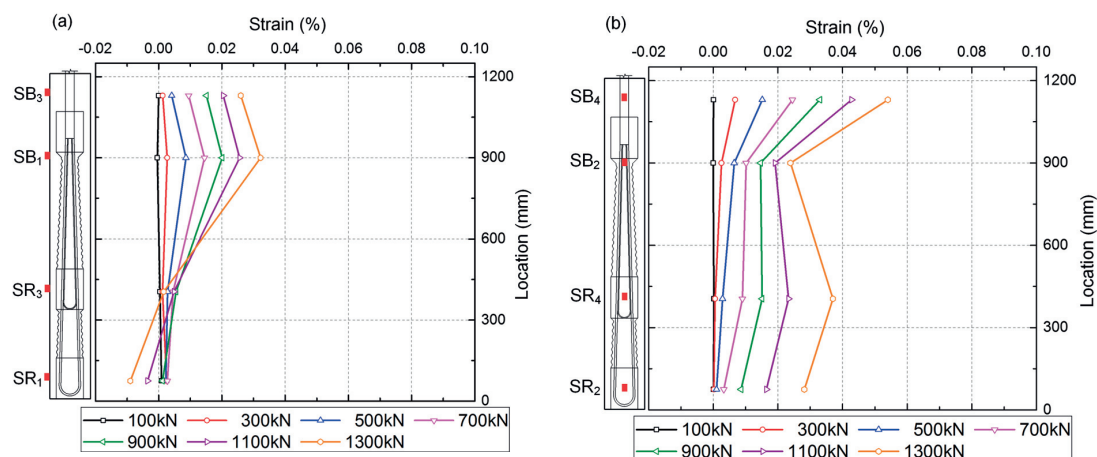 (a)
Strain (%)
-0.02 0.00 0.02 0.04 0.06 0.08 0.10
SB3
SB1
SR3
SR1
1200
900
600
300
0
Location (mm)
100kN 300kN 500kN 700kN
900kN 1100kN 1300kN
(b)
Strain (%)
-0.02 0.00 0.02 0.04 0.06 0.08 0.10
SB4
SB2
SR4
SR2
1200
900
600
300
0
Location (mm)
100kN 300kN 500kN 700kN
900kN 1100kN 1300kN